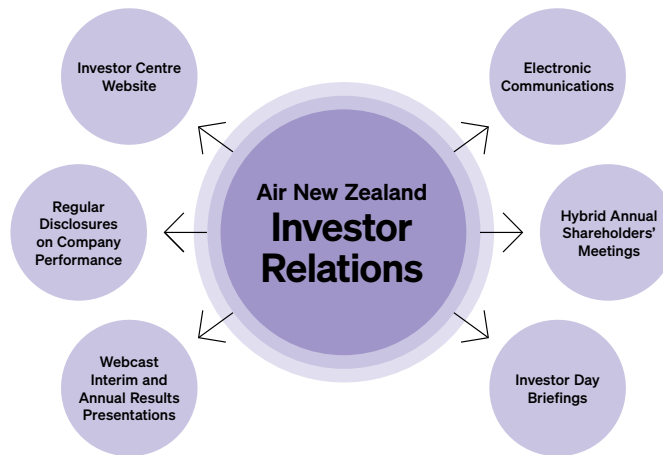 Investor Centre
Website
Electronic
Communications
Air New Zealand
Investor
Relations
Regular
Disclosures
on Company
Performance
Hybrid Annual
Shareholders'
Meetings
Webcast
Interim and
Annual Results
Presentations
Investor Day
Briefings